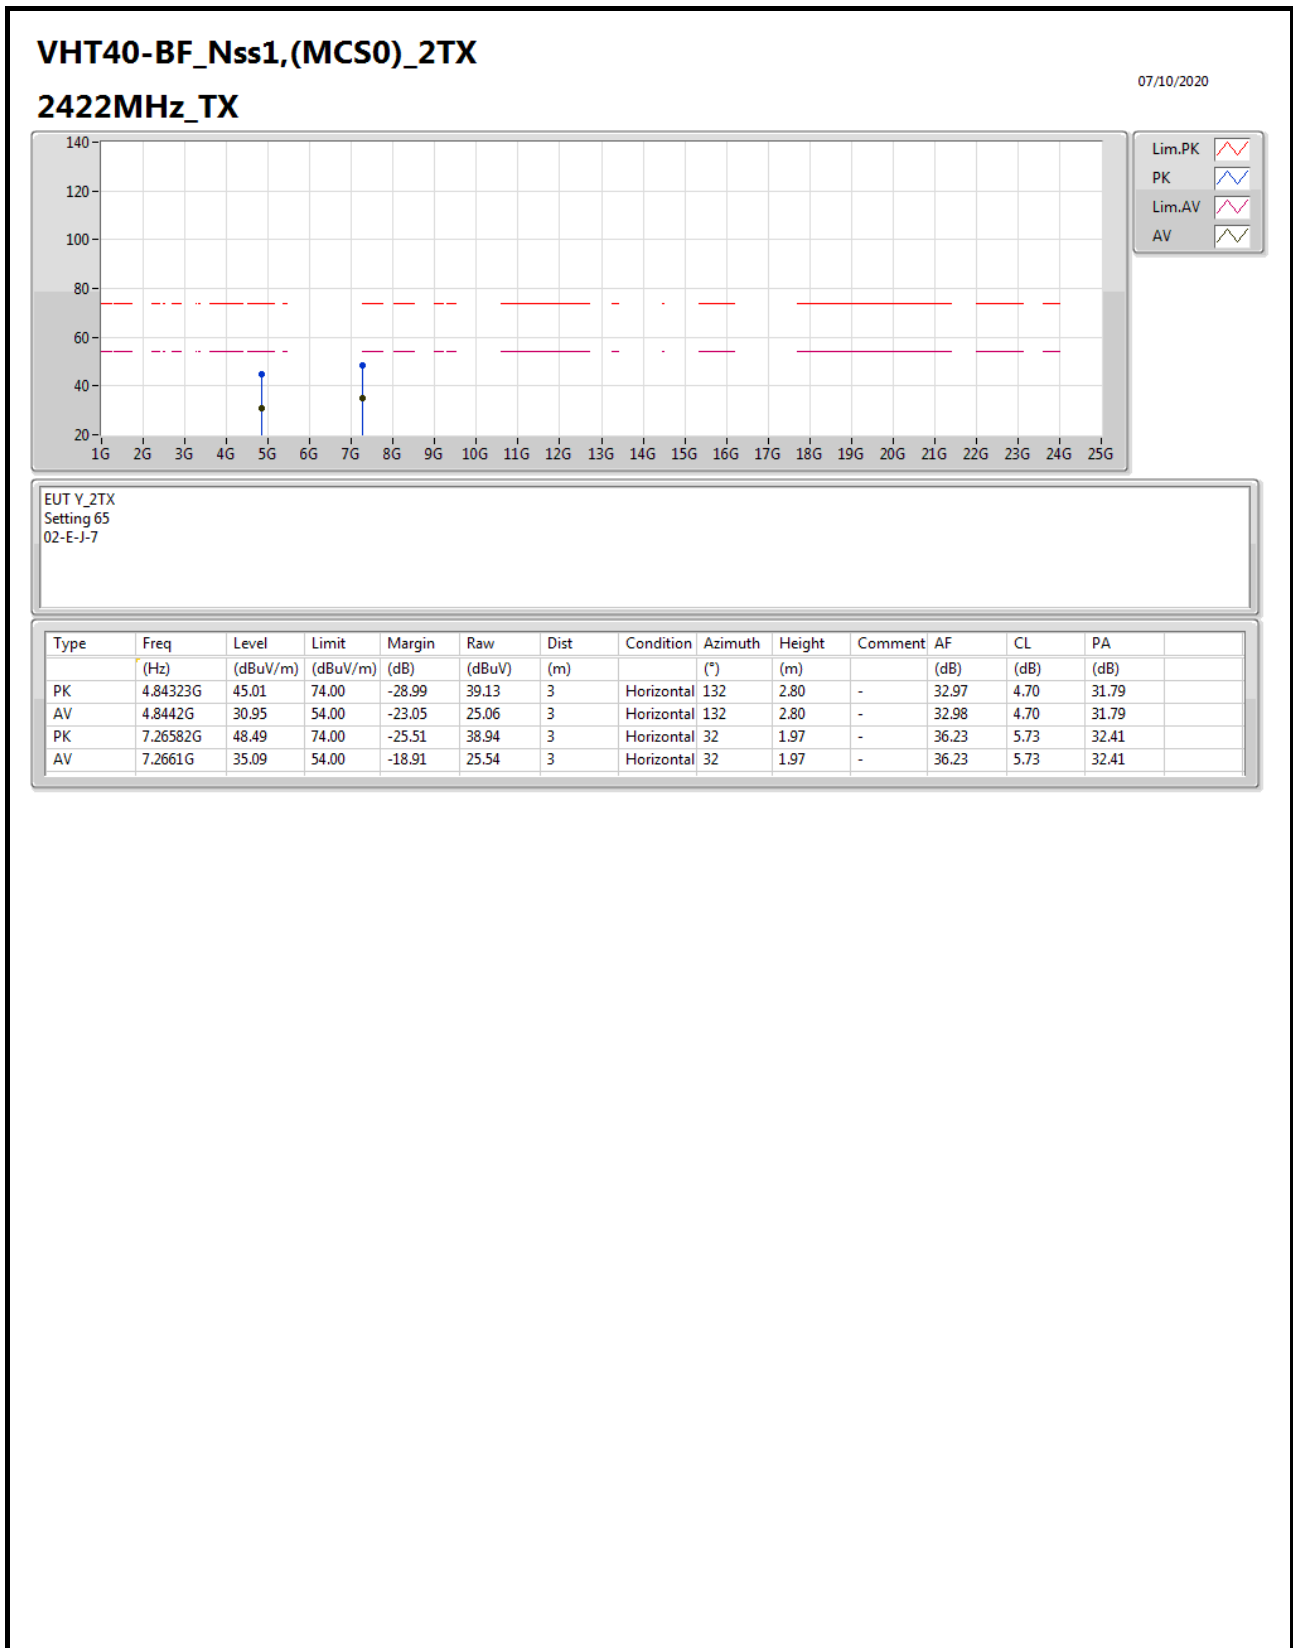 VHT40-BF_Nss1,(MCS0)_2TX
07/10/2020
2422MHz_TX
140
120
100
80
60
40
20
1G 2G 3G 4G 5G 6G 7G 8G 9G 10G 11G 12G 13G 14G 15G 16G 17G 18G 19G 20G 21G 22G 23G 24G 25G
Lim.PK
PK
Lim.AV
AV
EUT Y_2TX
Setting 65
02-E-J-7
Type Freq Level Limit Margin Raw Dist Condition Azimuth Height Comment AF CL PA
(Hz) (dBuV/m) (dBuV/m) (dB) (dBuV) (m) (°) (m) (dB) (dB) (dB)
PK 4.84323G 45.01 74.00 -28.99 39.13 3 Horizontal 132 2.80 - 32.97 4.70 31.79
AV 4.8442G 30.95 54.00 -23.05 25.06 3 Horizontal 132 2.80 - 32.98 4.70 31.79
PK 7.26582G 48.49 74.00 -25.51 38.94 3 Horizontal 32 1.97 - 36.23 5.73 32.41
AV 7.2661G 35.09 54.00 -18.91 25.54 3 Horizontal 32 1.97 - 36.23 5.73 32.41